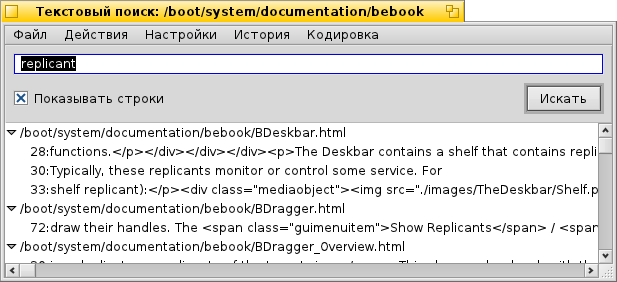 Текстовый поиск: /boot/system/documentation/bebook
Файл Действия Настройки История Кодировка
replicant
Показывать строки Искать
/boot/system/documentation/bebook/BDeskbar.html
28:functions.</p></div></div></div><p>The Deskbar contains a shelf that contains repli
30:Typically, these replicants monitor or control some service. For
33:shelf replicant):</p><div class="mediaobject"><img src="./images/TheDeskbar/Shelf.p
/boot/system/documentation/bebook/BDragger.html
72:draw their handles. The <span class="guimenuitem">Show Replicants</span> / <span
/boot/system/documentation/bebook/BDragger_Overview.html